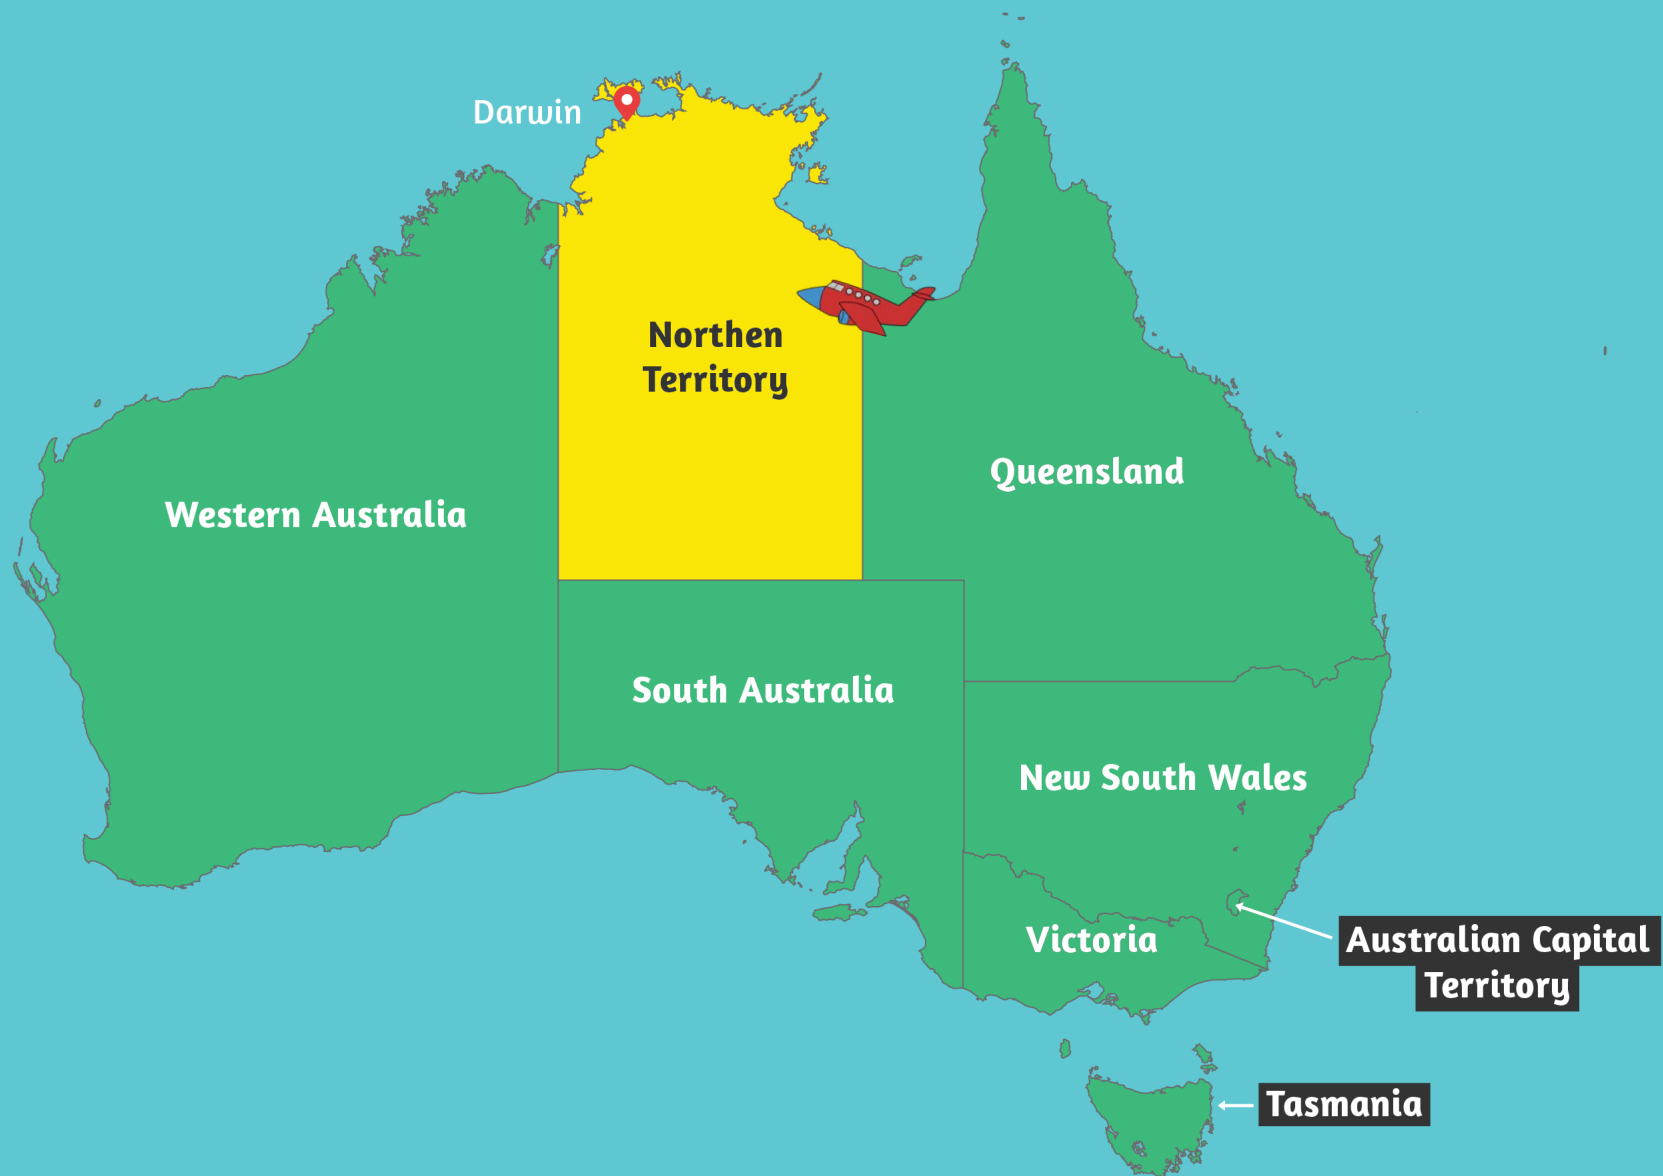 Darwin
Northen
Territory
Queensland
Western Australia
South Australia
New South Wales
Victoria
Australian Capital
Territory
Tasmania